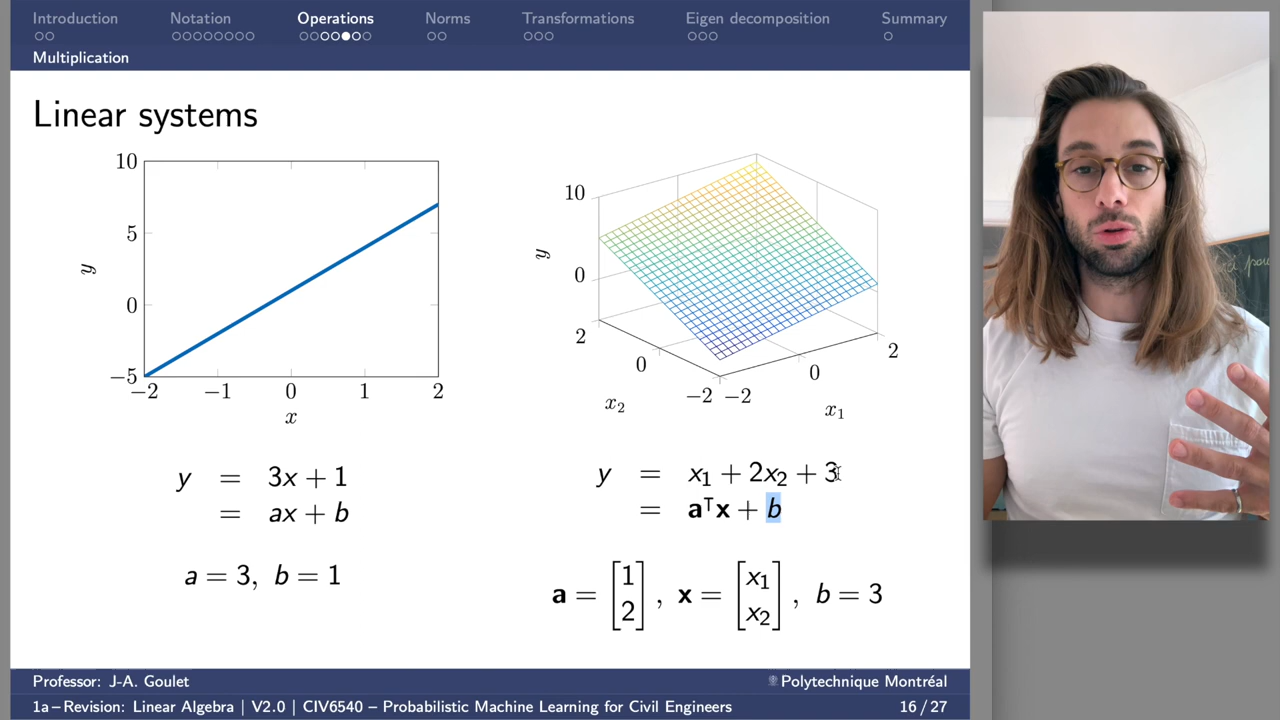 Introduction Notation Operations Norms Transformations Eigen decomposition Summary
Multiplication
Linear systems
10
5
0
−5
−2 −1 0 1 2
x
y
10
0
y
2
0
−2
x₂
−2
0
2
x₁
y = 3x + 1
= ax + b
a = 3, b = 1
y = x₁ + 2x₂ + 3
= aᵀx + b
a = [1 2], x = [x₁ x₂], b = 3
Professor: J-A. Goulet
Polytechnique Montréal
1a – Revision: Linear Algebra | V2.0 | CIV6540 – Probabilistic Machine Learning for Civil Engineers
16 / 27